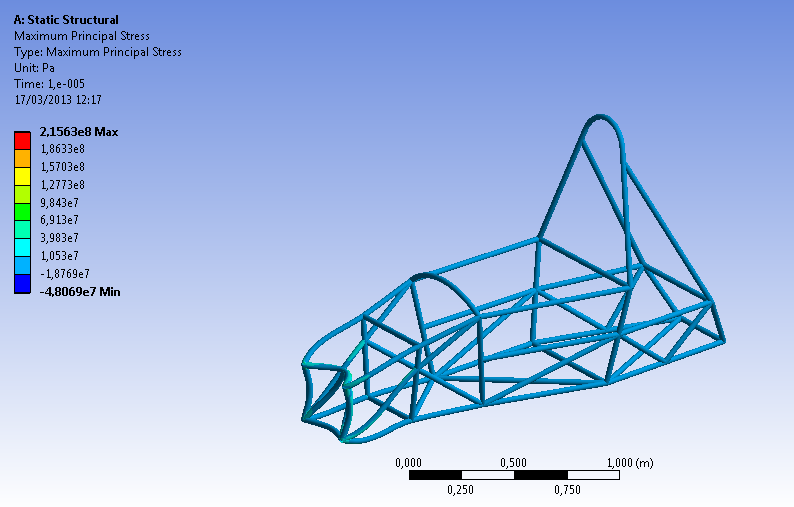 A: Static Structural
Maximum Principal Stress
Type: Maximum Principal Stress
Unit: Pa
Time: 1,e-005
17/03/2013 12:17
2,1563e8 Max
1,8633e8
1,5703e8
1,2773e8
9,843e7
6,913e7
3,983e7
1,053e7
-1,8769e7
-4,8069e7 Min
0,000 0,500 1,000 (m)
0,250 0,750